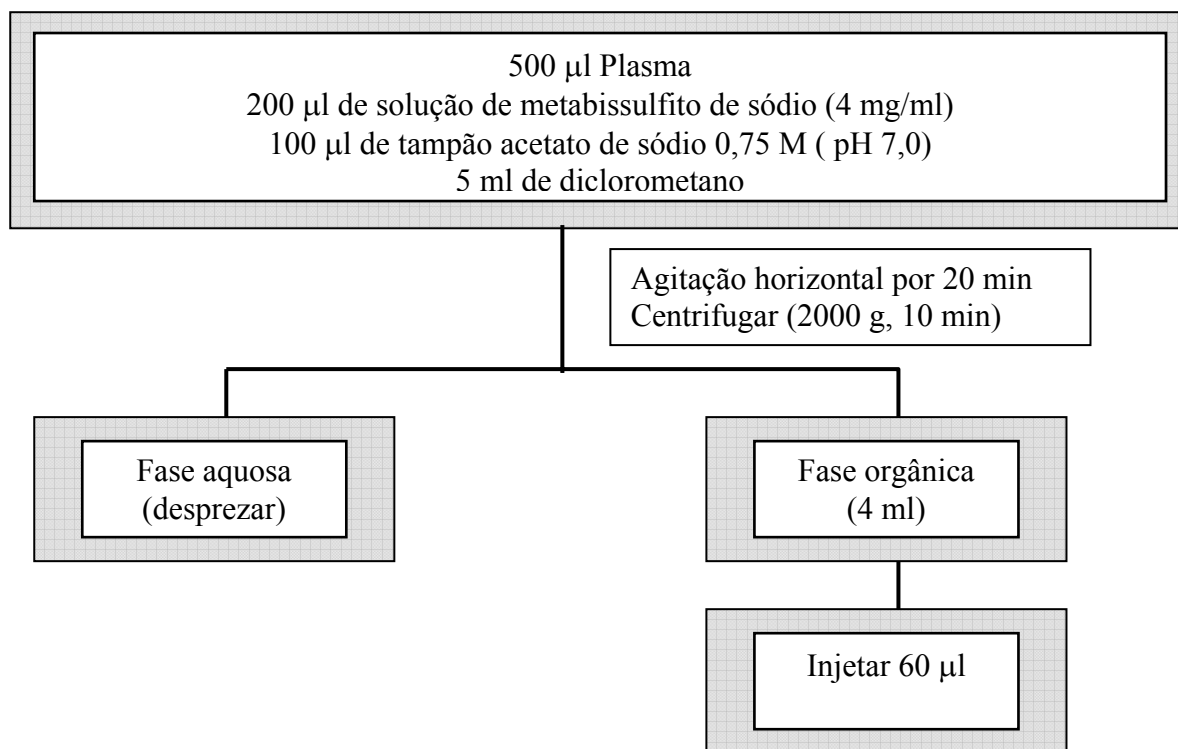 500 μl Plasma
200 μl de solução de metabissulfito de sódio (4 mg/ml)
100 μl de tampão acetato de sódio 0,75 M ( pH 7,0)
5 ml de diclorometano
Agitação horizontal por 20 min
Centrifugar (2000 g, 10 min)
Fase aquosa
(desprezar)
Fase orgânica
(4 ml)
Injetar 60 μl